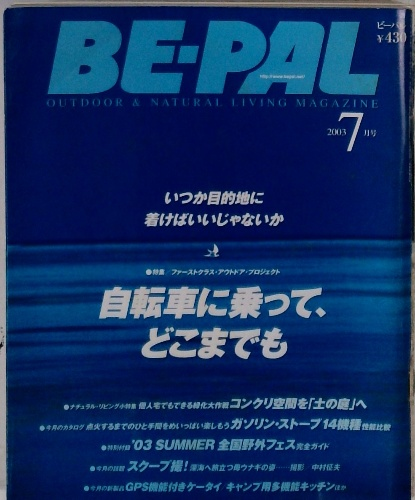 BE-PAL
ビーパル
¥430
http://www.bepal.net/
OUTDOOR & NATURAL LIVING MAGAZINE
2003 7月号
いつか目的地に
着けばいいじゃないか
●特集 ファーストクラス・アウトドア・プロジェクト
自転車に乗って、
どこまでも
●ナチュラル・リビング小特集 個人宅でもできる緑化大作戦 コンクリ空間を「土の庭」へ
●今月のカタログ 点火するまでのひと手間をめいっぱい楽しもう ガソリン・ストーブ14機種 性能比較
●特別付録 '03 SUMMER 全国野外フェス完全ガイド
●今月の話題 スクープ撮! 深海へ旅立つ母ウナギの姿……撮影 中村征夫
●今月の新製品 GPS機能付きケータイ キャンプ用多機能キッチンほか